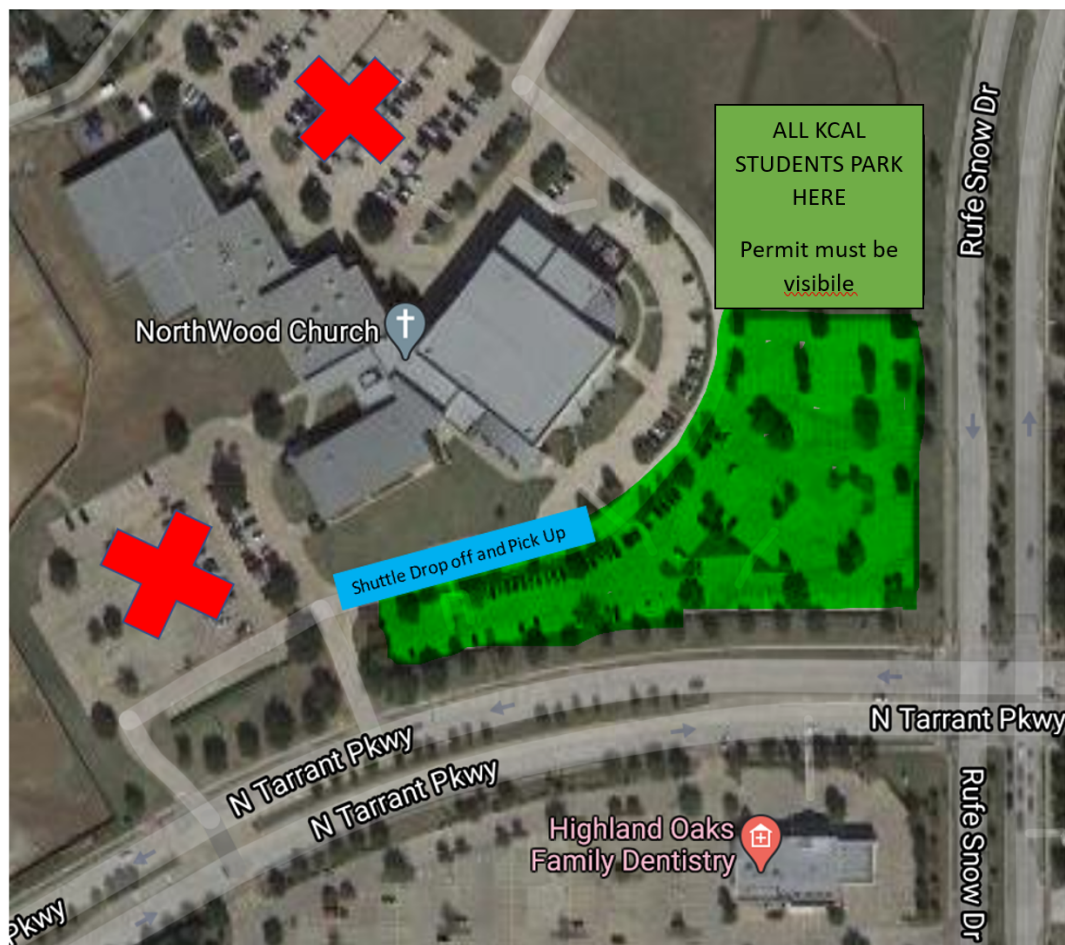 ALL KCAL
STUDENTS PARK
HERE
Permit must be
visibile
Rufe Snow Dr
NorthWood Church
Shuttle Drop off and Pick Up
N Tarrant Pkwy
N Tarrant Pkwy
N Tarrant Pkwy
Highland Oaks
Family Dentistry
Rufe Snow Dr
Pkwy